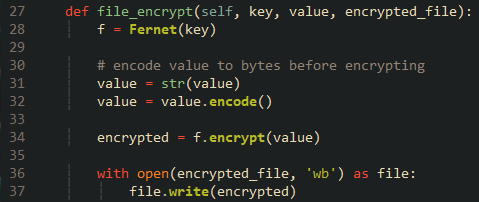 27 def file_encrypt(self, key, value, encrypted_file):
28 f = Fernet(key)
29
30 # encode value to bytes before encrypting
31 value = str(value)
32 value = value.encode()
33
34 encrypted = f.encrypt(value)
35
36 with open(encrypted_file, 'wb') as file:
37 file.write(encrypted)